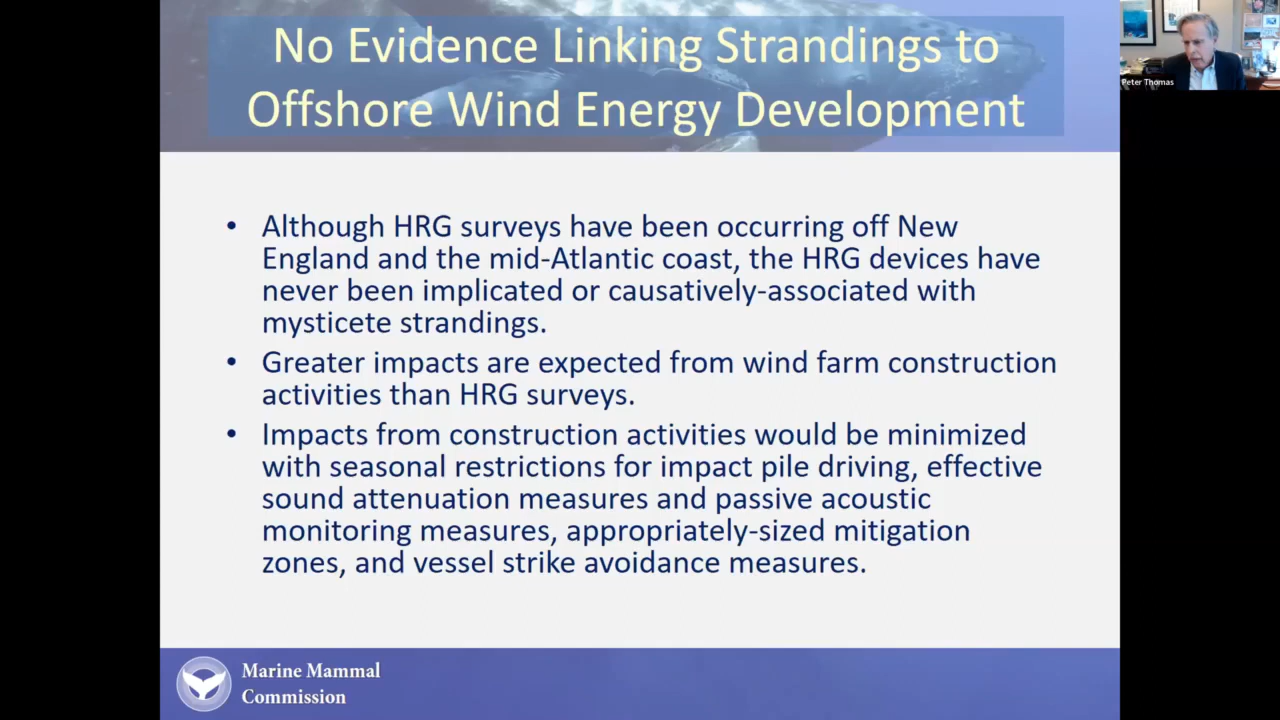 No Evidence Linking Strandings to
Offshore Wind Energy Development
Peter Thomas
• Although HRG surveys have been occurring off New
England and the mid-Atlantic coast, the HRG devices have
never been implicated or causatively-associated with
mysticete strandings.
• Greater impacts are expected from wind farm construction
activities than HRG surveys.
• Impacts from construction activities would be minimized
with seasonal restrictions for impact pile driving, effective
sound attenuation measures and passive acoustic
monitoring measures, appropriately-sized mitigation
zones, and vessel strike avoidance measures.
Marine Mammal
Commission